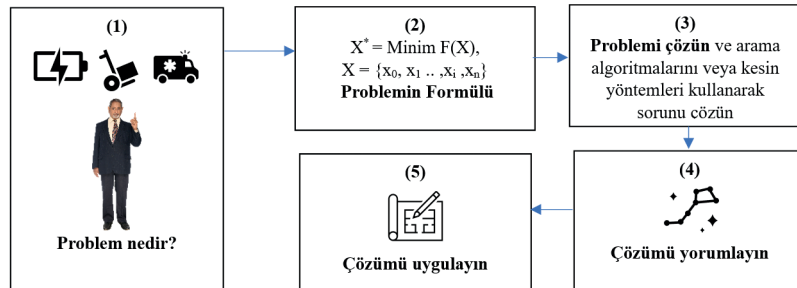 (1)
Problem nedir?
(2)
X* = Minim F(X),
X = {x₀, x₁ .. ,xᵢ ,xₙ}
Problemin Formülü
(3)
Problemi çözün ve arama
algoritmalarını veya kesin
yöntemleri kullanarak
sorunu çözün
(4)
Çözümü yorumlayın
(5)
Çözümü uygulayın